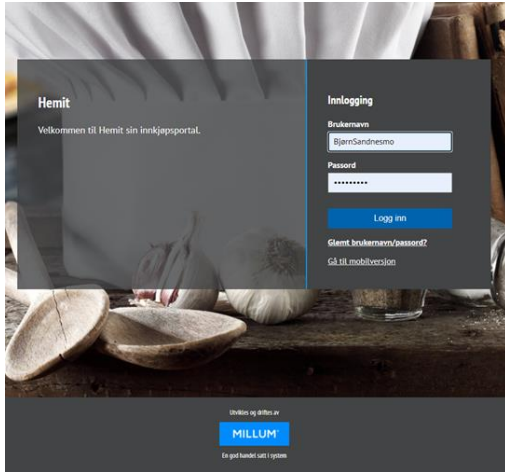 Hemit
Velkommen til Hemit sin innkjøpsportal.
Innlogging
Brukernavn
BjørnSandnesmo
Passord
•••••••••
Logg inn
Glemt brukernavn/passord?
Gå til mobilversjon
Utvikles og driftes av
MILLUM
En god handel satt i system